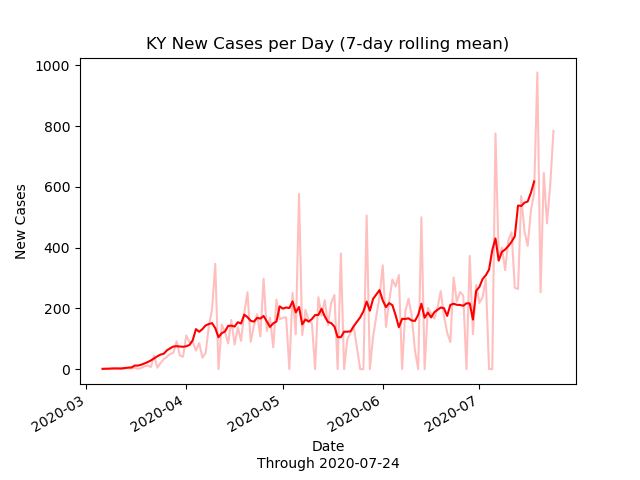 KY New Cases per Day (7-day rolling mean)
1000
800
600
400
200
0
New Cases
2020-03
2020-04
2020-05
2020-06
2020-07
Date
Through 2020-07-24